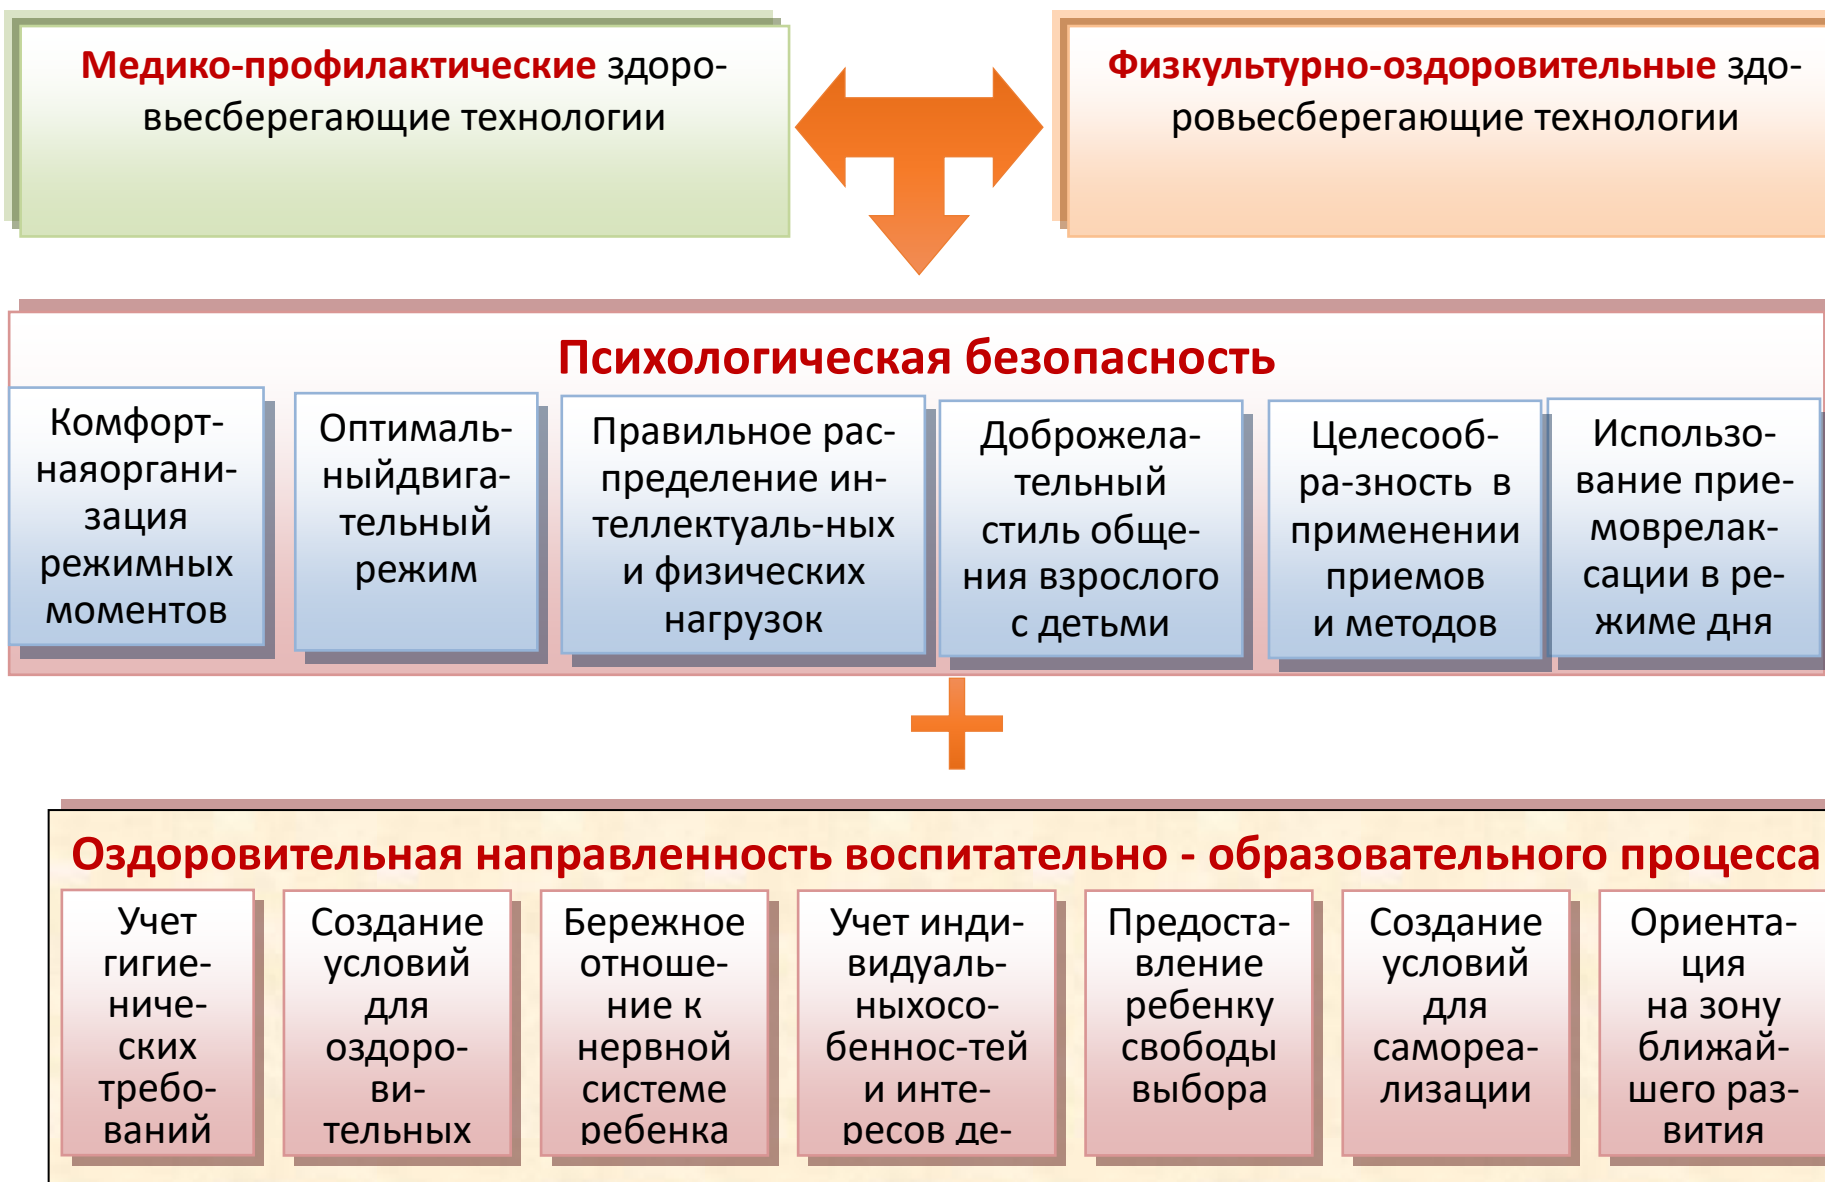 Медико-профилактические здоро-
вьесберегающие технологии
Физкультурно-оздоровительные здо-
ровьесберегающие технологии
Психологическая безопасность
Комфорт-
наяоргани-
зация
режимных
моментов
Оптималь-
ныйдвига-
тельный
режим
Правильное рас-
пределение ин-
теллектуаль-ных
и физических
нагрузок
Доброжела-
тельный
стиль обще-
ния взрослого
с детьми
Целесооб-
ра-зность в
применении
приемов
и методов
Использо-
вание прие-
моврелак-
сации в ре-
жиме дня
Оздоровительная направленность воспитательно - образовательного процесса
Учет
гигие-
ниче-
ских
требо-
ваний
Создание
условий
для
оздоро-
ви-
тельных
Бережное
отноше-
ние к
нервной
системе
ребенка
Учет инди-
видуаль-
ныхосо-
беннос-тей
и инте-
ресов де-
Предоста-
вление
ребенку
свободы
выбора
Создание
условий
для
самореа-
лизации
Ориента-
ция
на зону
ближай-
шего раз-
вития